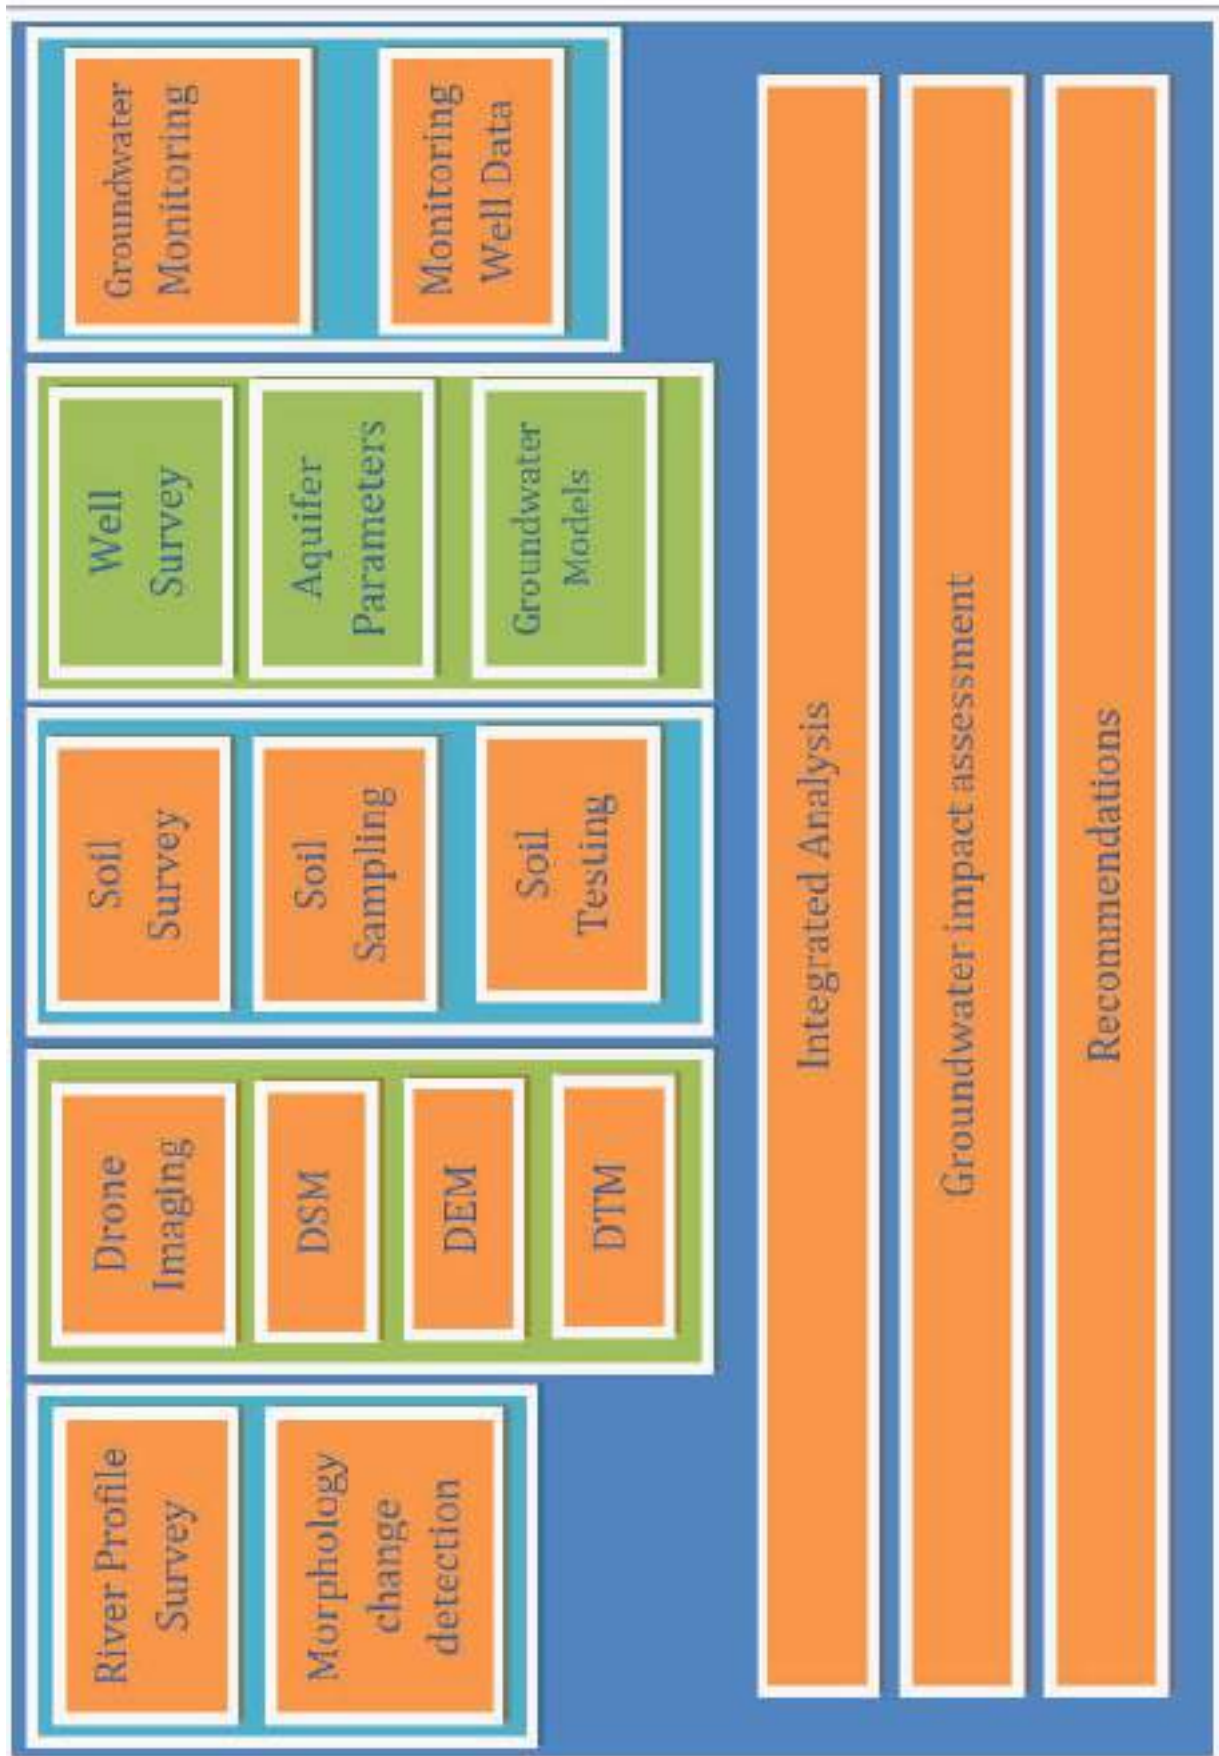 River Profile
Survey
Morphology
change
detection
Drone
Imaging
DSM
DEM
DTM
Soil
Survey
Soil
Sampling
Soil
Testing
Well
Survey
Aquifer
Parameters
Groundwater
Models
Groundwater
Monitoring
Monitoring
Well Data
Integrated Analysis
Groundwater impact assessment
Recommendations